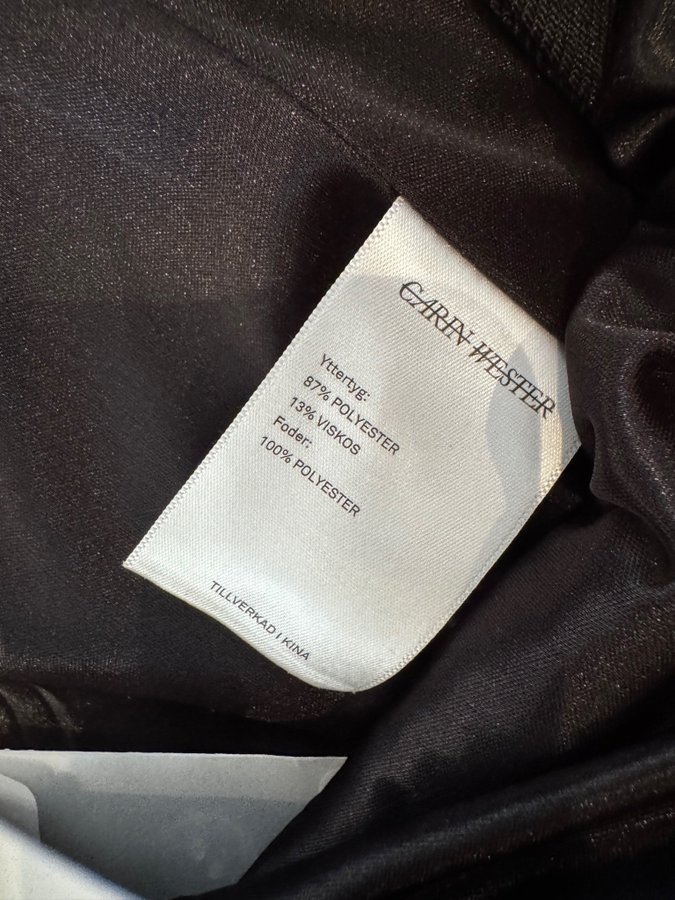 CARIN WESTER
Yttertyg:
87% POLYESTER
13% VISKOS
Foder:
100% POLYESTER
TILLVERKAD I KINA